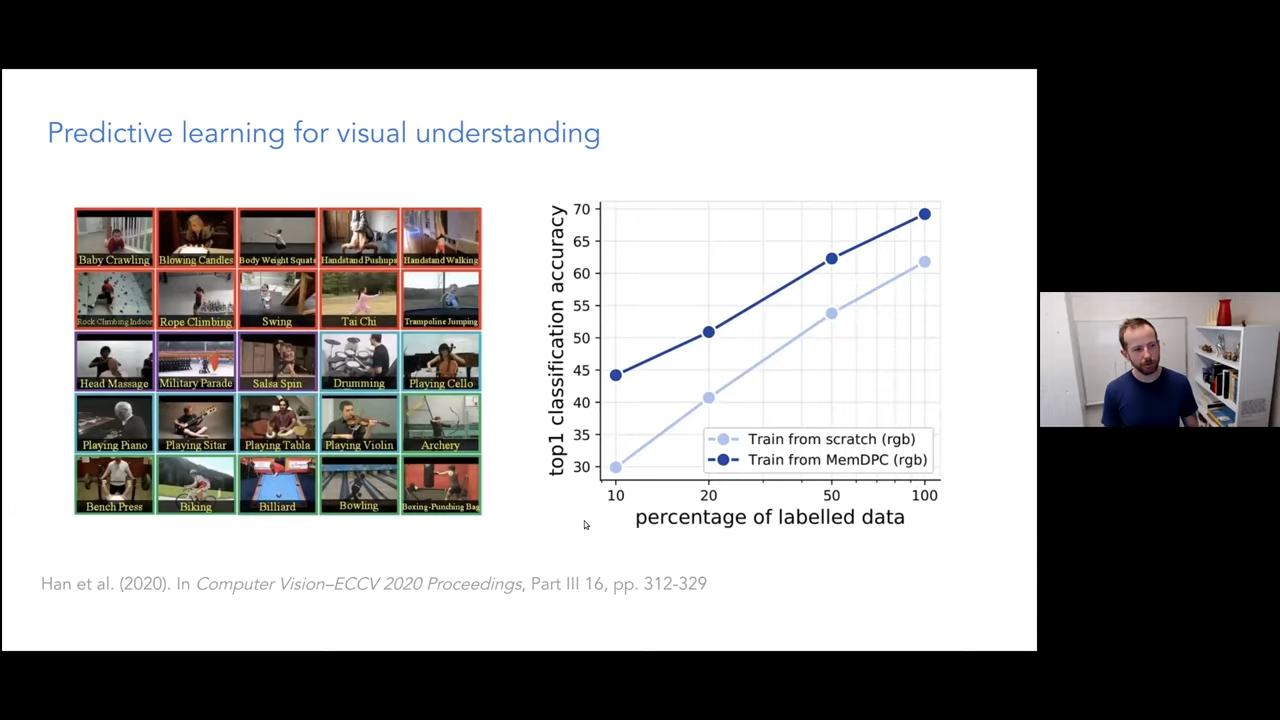 Predictive learning for visual understanding
Baby Crawling Blowing Candles Body Weight Squats Handstand Pushups Handstand Walking
Rock Climbing Indoor Rope Climbing Swing Tai Chi Trampoline Jumping
Head Massage Military Parade Salsa Spin Drumming Playing Cello
Playing Piano Playing Sitar Playing Tabla Playing Violin Archery
Bench Press Biking Billiard Bowling Boxing-Punching Bag
top1 classification accuracy
70
65
60
55
50
45
40
35
30
Train from scratch (rgb)
Train from MemDPC (rgb)
10 20 50 100
percentage of labelled data
Han et al. (2020). In Computer Vision–ECCV 2020 Proceedings, Part III 16, pp. 312-329